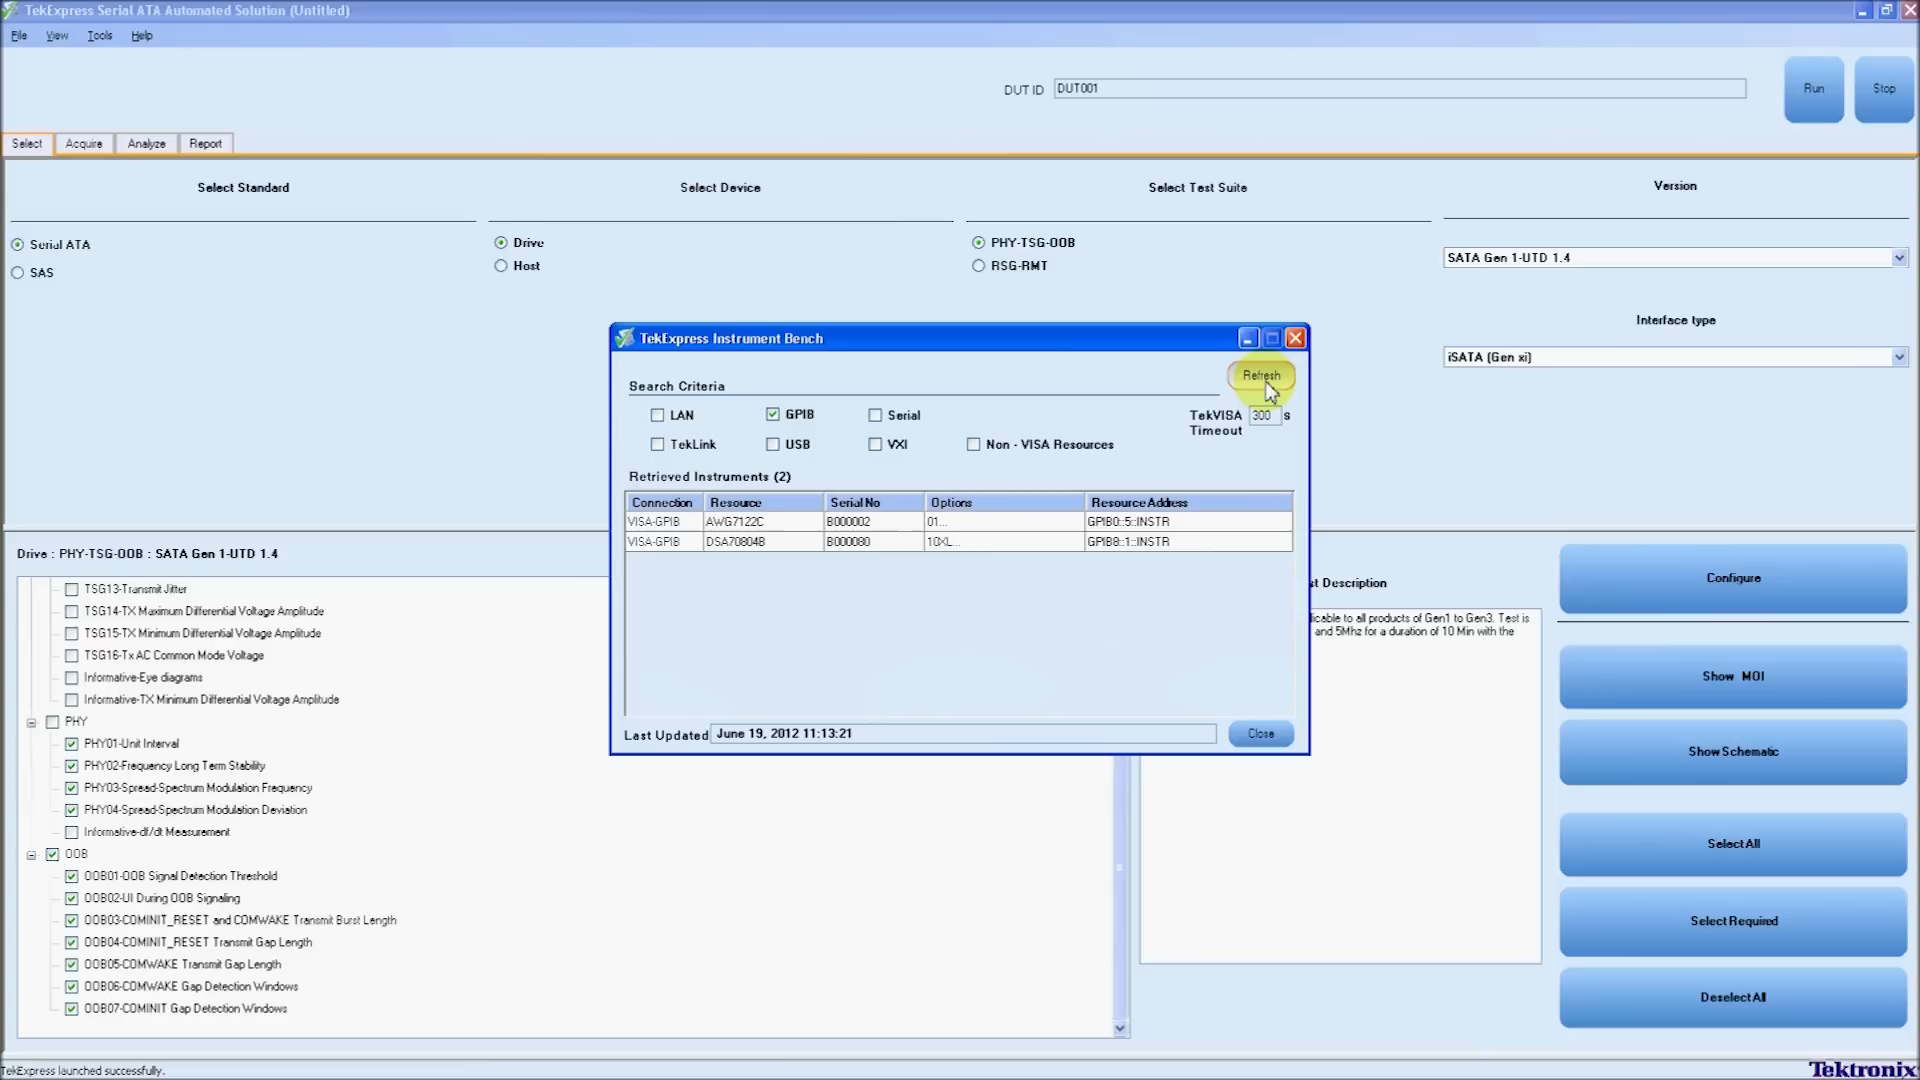 TekExpress Serial ATA Automated Solution (Untitled)
File View Tools Help
DUT ID DUT001 Run Stop
Select Acquire Analyze Report
Select Standard Select Device Select Test Suite Version
Serial ATA Drive PHY-TSG-OOB SATA Gen 1-UTD 1.4
SAS Host RSG-RMT
Interface type
iSATA (Gen xi)
TekExpress Instrument Bench
Refresh
Search Criteria
LAN GPIB Serial TekVISA Timeout 300 s
TekLink USB VXI Non - VISA Resources
Retrieved Instruments (2)
Connection Resource Serial No Options Resource Address
VISA-GPIB AWG7122C B000002 01... GPIB0::5::INSTR
VISA-GPIB DSA70804B B000080 10XL... GPIB8::1::INSTR
Last Updated June 19, 2012 11:13:21 Close
Drive : PHY-TSG-OOB : SATA Gen 1-UTD 1.4
TSG13-Transmit Jitter
TSG14-TX Maximum Differential Voltage Amplitude
TSG15-TX Minimum Differential Voltage Amplitude
TSG16-Tx AC Common Mode Voltage
Informative-Eye diagrams
Informative-TX Minimum Differential Voltage Amplitude
PHY
PHY01-Unit Interval
PHY02-Frequency Long Term Stability
PHY03-Spread-Spectrum Modulation Frequency
PHY04-Spread-Spectrum Modulation Deviation
Informative-df/dt Measurement
OOB
OOB01-OOB Signal Detection Threshold
OOB02-UI During OOB Signaling
OOB03-COMINIT_RESET and COMWAKE Transmit Burst Length
OOB04-COMINIT_RESET Transmit Gap Length
OOB05-COMWAKE Transmit Gap Length
OOB06-COMWAKE Gap Detection Windows
OOB07-COMINIT Gap Detection Windows
st Description
icable to all products of Gen1 to Gen3. Test is
and 5Mhz for a duration of 10 Min with the
Configure
Show MOI
Show Schematic
Select All
Select Required
Deselect All
TekExpress launched successfully.
Tektronix